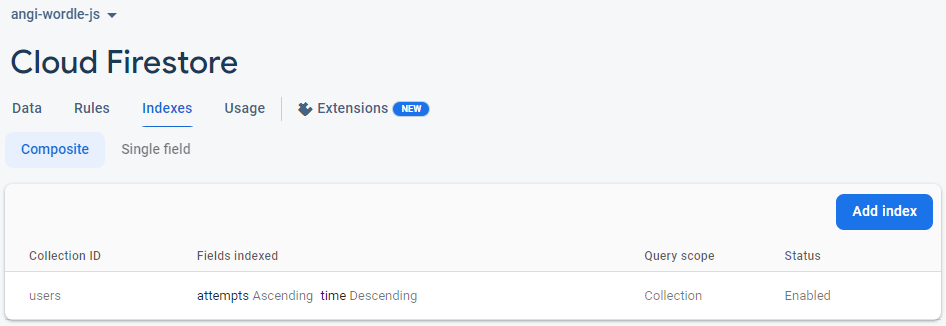 angi-wordle-js
Cloud Firestore
Data Rules Indexes Usage Extensions NEW
Composite Single field
Add index
Collection ID Fields indexed Query scope Status
users attempts Ascending time Descending Collection Enabled